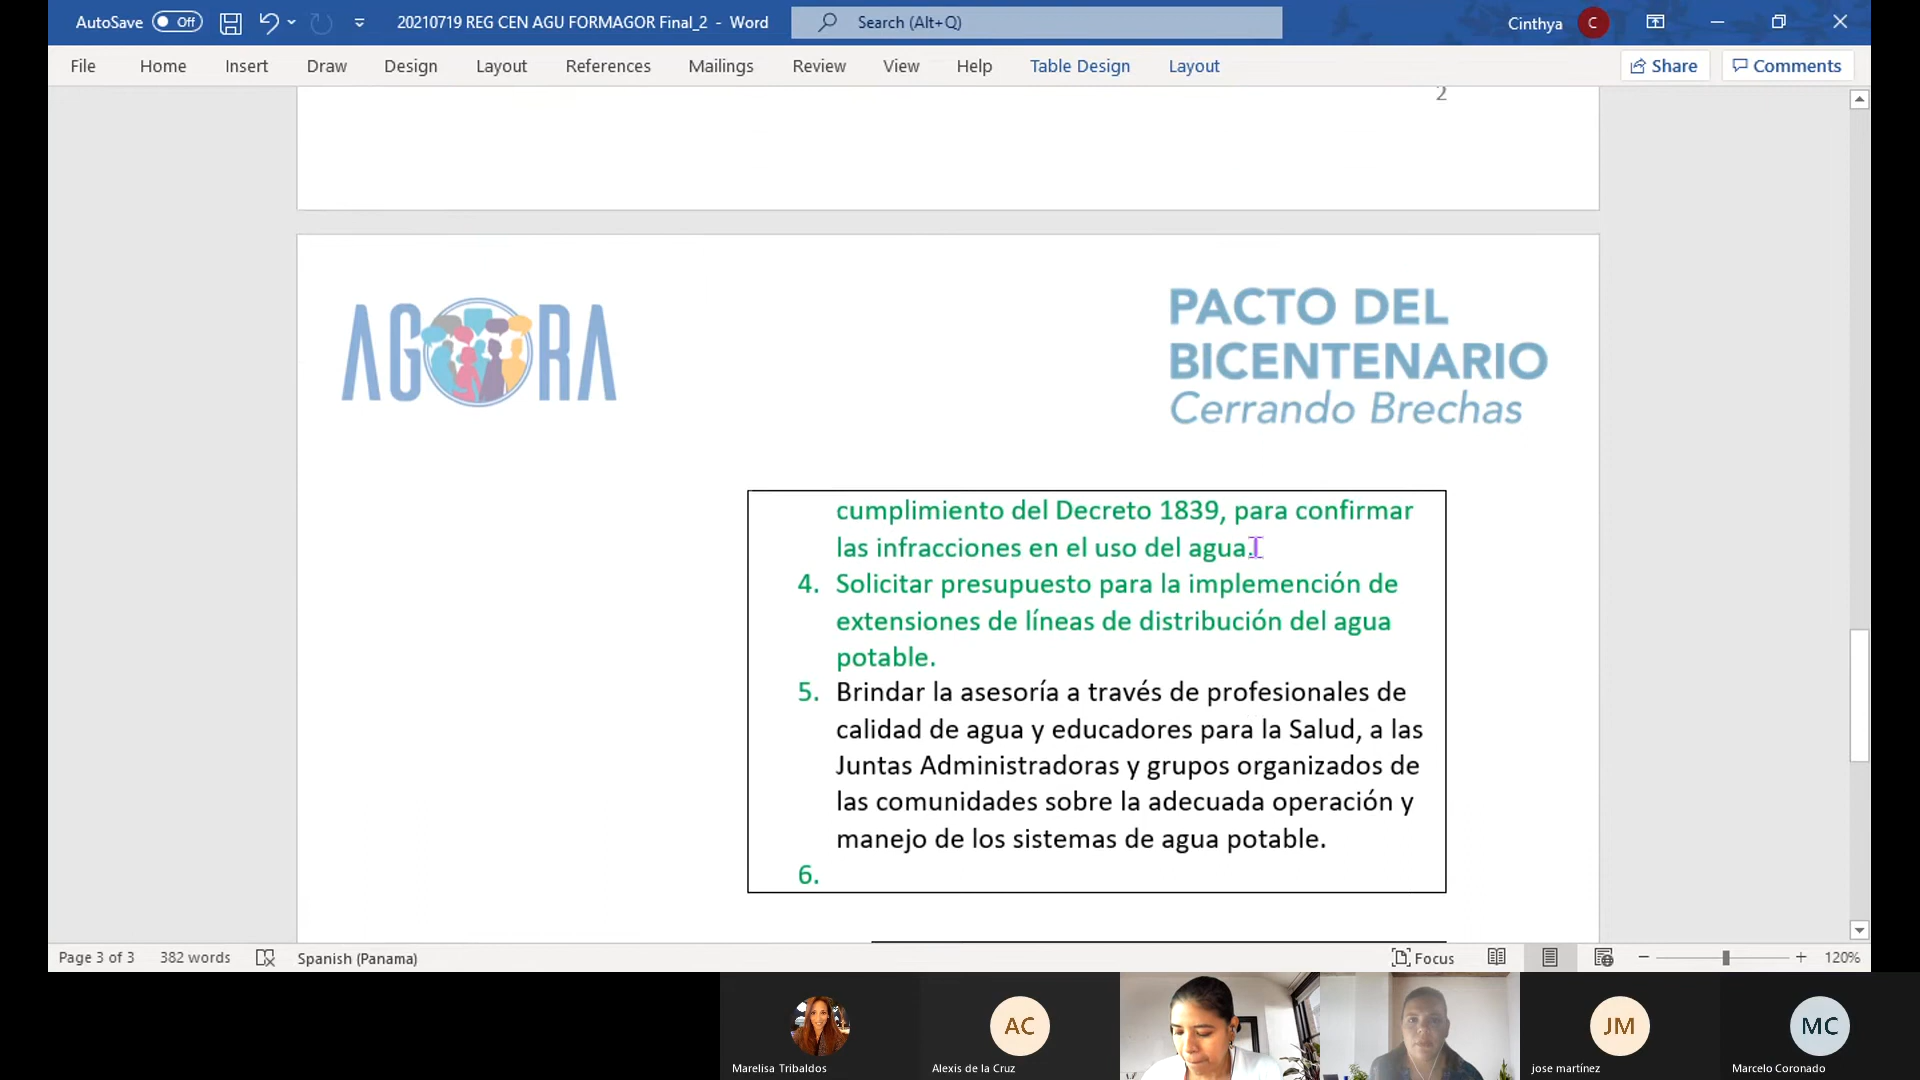 AutoSave Off 20210719 REG CEN AGU FORMAGOR Final_2 - Word Search (Alt+Q) Cinthya C
File Home Insert Draw Design Layout References Mailings Review View Help Table Design Layout Share Comments
2
AGORA
PACTO DEL
BICENTENARIO
Cerrando Brechas
cumplimiento del Decreto 1839, para confirmar
las infracciones en el uso del agua.
4. Solicitar presupuesto para la implemención de
extensiones de líneas de distribución del agua
potable.
5. Brindar la asesoría a través de profesionales de
calidad de agua y educadores para la Salud, a las
Juntas Administradoras y grupos organizados de
las comunidades sobre la adecuada operación y
manejo de los sistemas de agua potable.
6.
Page 3 of 3 382 words Spanish (Panama) Focus 120%
AC JM MC
Marelisa Tribaldos Alexis de la Cruz jose martínez Marcelo Coronado